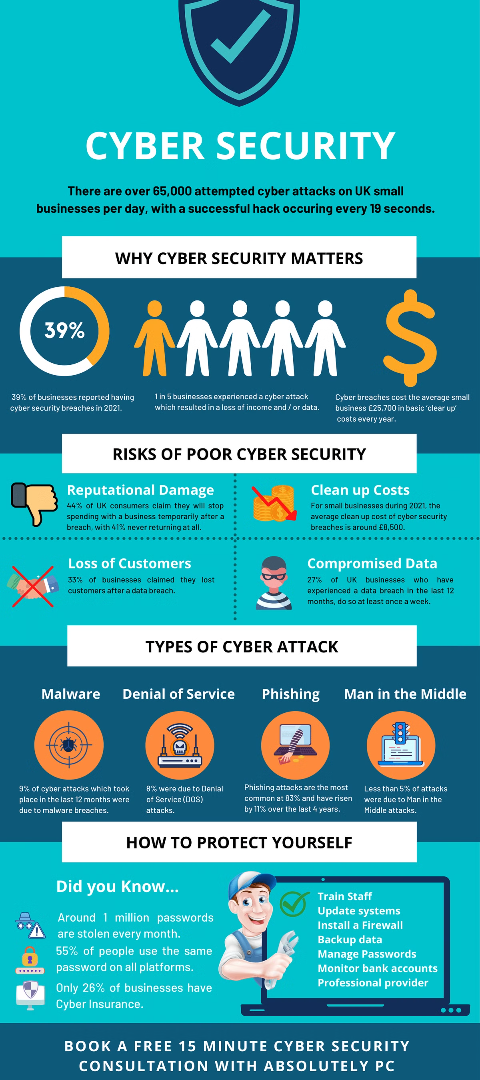 CYBER SECURITY
There are over 65,000 attempted cyber attacks on UK small
businesses per day, with a successful hack occuring every 19 seconds.
WHY CYBER SECURITY MATTERS
39%
39% of businesses reported having
cyber security breaches in 2021.
1 in 5 businesses experienced a cyber attack
which resulted in a loss of income and / or data.
Cyber breaches cost the average small
business £25,700 in basic 'clear up'
costs every year.
RISKS OF POOR CYBER SECURITY
Reputational Damage
44% of UK consumers claim they will stop
spending with a business temporarily after a
breach, with 41% never returning at all.
Clean up Costs
For small businesses during 2021, the
average clean up cost of cyber security
breaches is around £8,500.
Loss of Customers
33% of businesses claimed they lost
customers after a data breach.
Compromised Data
27% of UK businesses who have
experienced a data breach in the last 12
months, do so at least once a week.
TYPES OF CYBER ATTACK
Malware
9% of cyber attacks which took
place in the last 12 months were
due to malware breaches.
Denial of Service
8% were due to Denial
of Service (DOS)
attacks.
Phishing
Phishing attacks are the most
common at 83% and have risen
by 11% over the last 4 years.
Man in the Middle
Less than 5% of attacks
were due to Man in the
Middle attacks.
HOW TO PROTECT YOURSELF
Did you Know...
Around 1 million passwords
are stolen every month.
55% of people use the same
password on all platforms.
Only 26% of businesses have
Cyber Insurance.
Train Staff
Update systems
Install a Firewall
Backup data
Manage Passwords
Monitor bank accounts
Professional provider
BOOK A FREE 15 MINUTE CYBER SECURITY
CONSULTATION WITH ABSOLUTELY PC